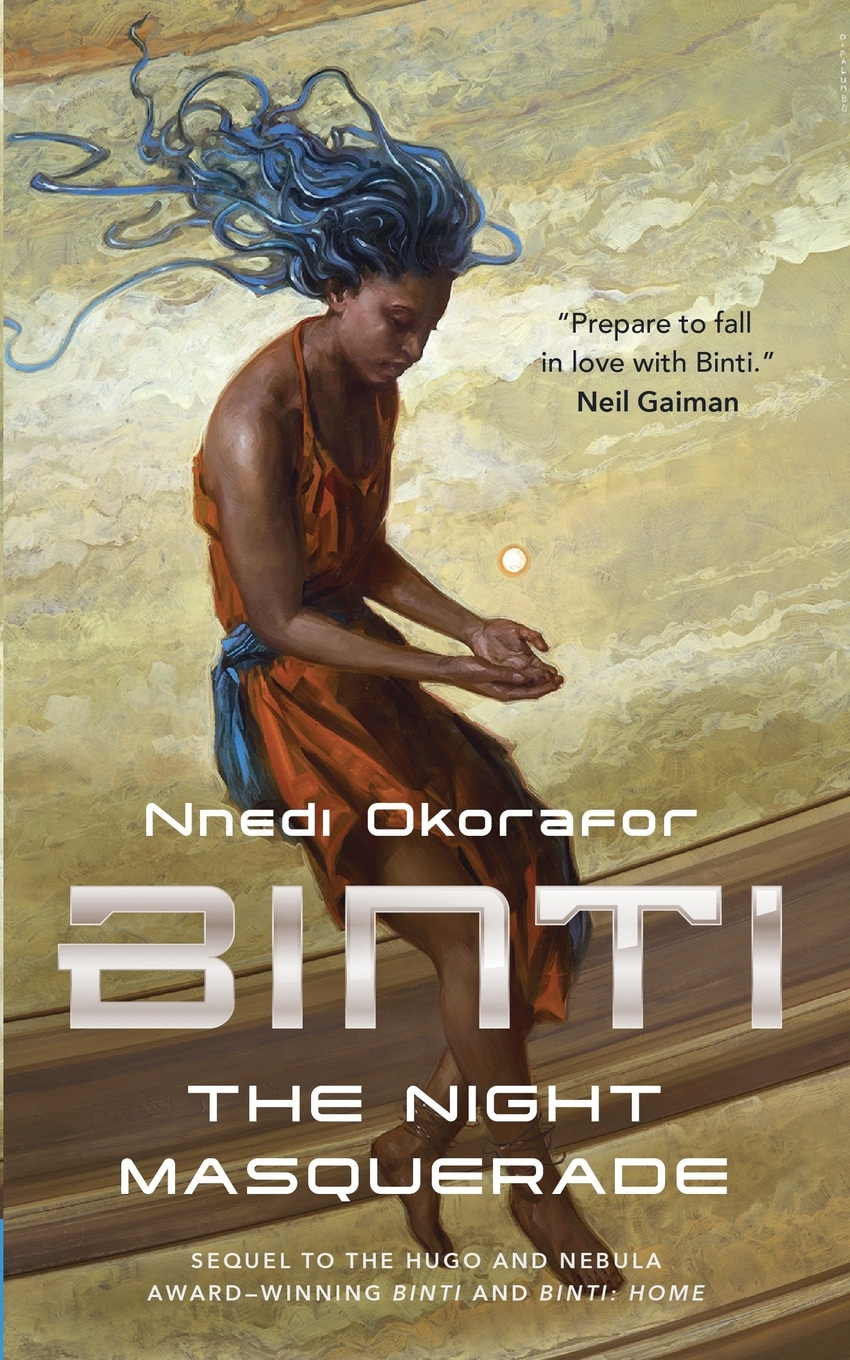 D·PALUMBO
“Prepare to fall
in love with Binti.”
Neil Gaiman
Nnedi Okorafor
BINTI
THE NIGHT
MASQUERADE
SEQUEL TO THE HUGO AND NEBULA
AWARD–WINNING BINTI AND BINTI: HOME